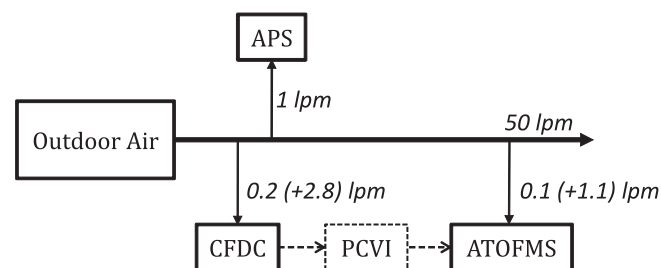 APS
1 lpm
Outdoor Air
50 lpm
0.2 (+2.8) lpm
0.1 (+1.1) lpm
CFDC
PCVI
ATOFMS